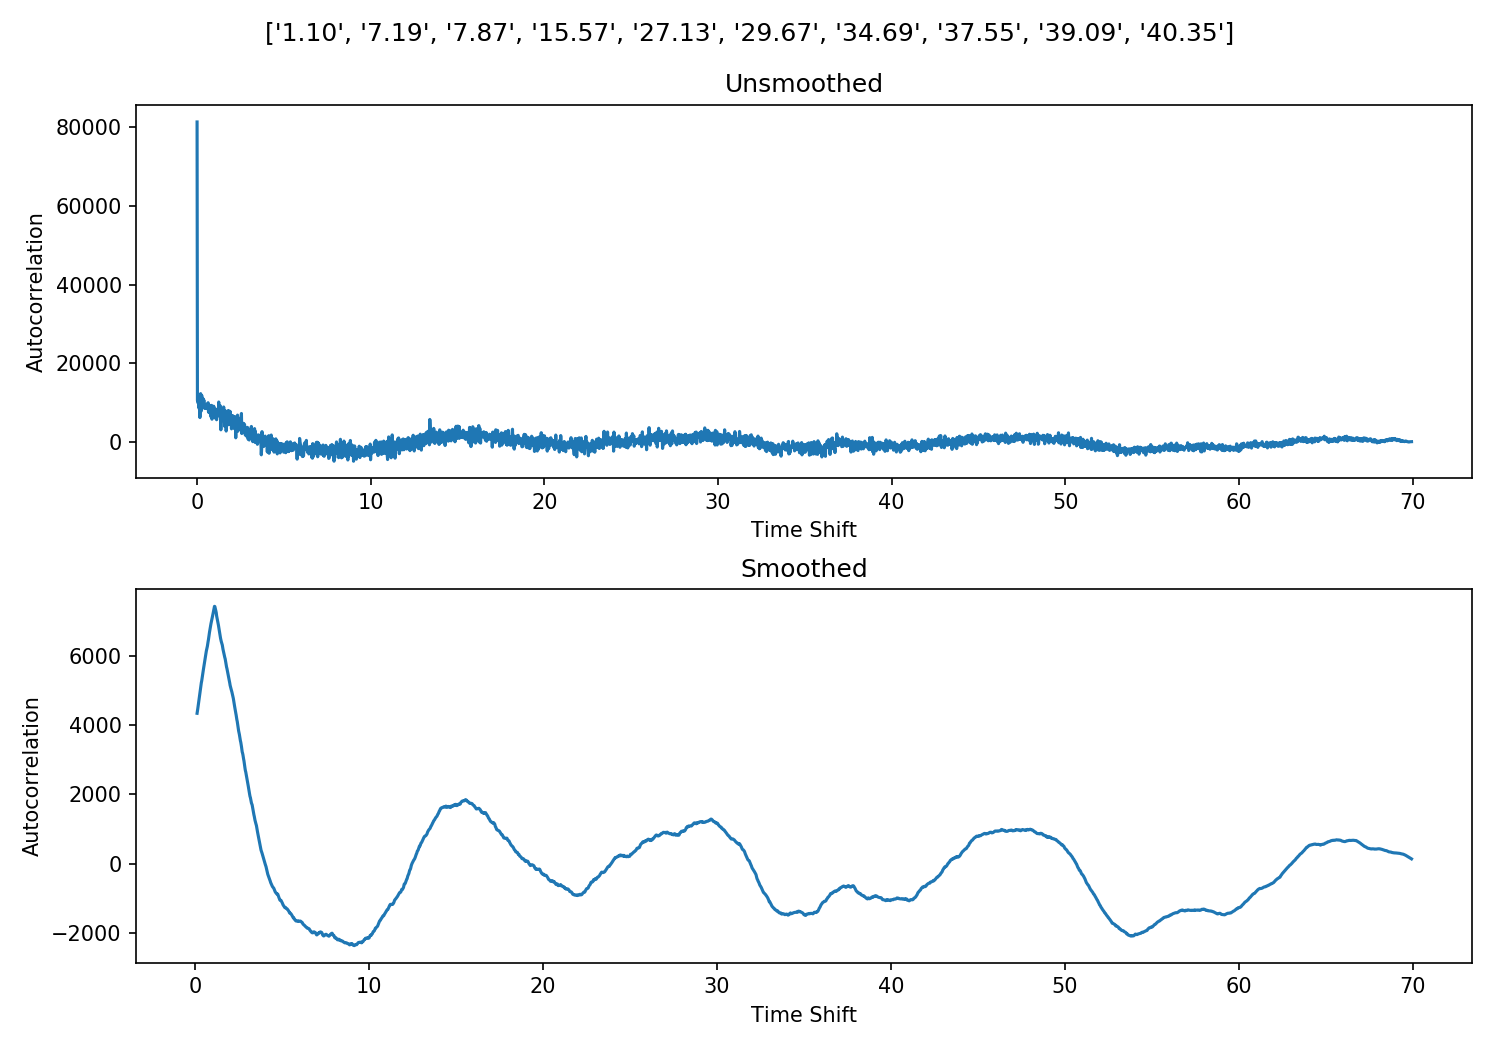 ['1.10', '7.19', '7.87', '15.57', '27.13', '29.67', '34.69', '37.55', '39.09', '40.35']
Unsmoothed
80000
60000
40000
20000
0
Autocorrelation
0 10 20 30 40 50 60 70
Time Shift
Smoothed
6000
4000
2000
0
−2000
Autocorrelation
0 10 20 30 40 50 60 70
Time Shift